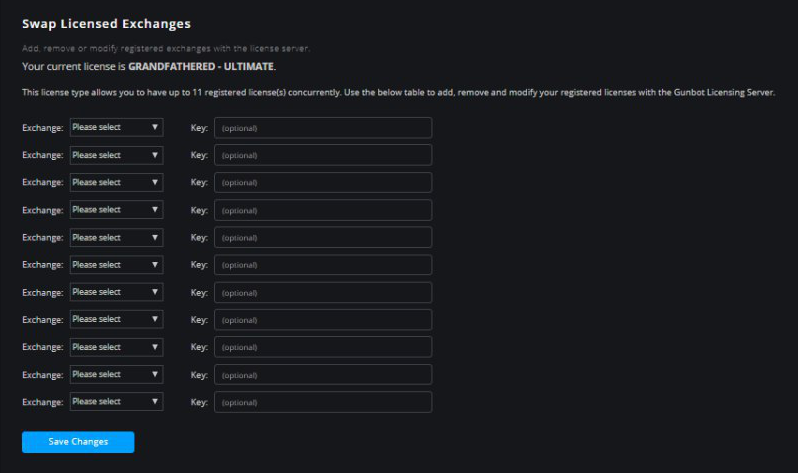 Swap Licensed Exchanges
Add, remove or modify registered exchanges with the license server.
Your current license is GRANDFATHERED - ULTIMATE.
This license type allows you to have up to 11 registered license(s) concurrently. Use the below table to add, remove and modify your registered licenses with the Gunbot Licensing Server.
Exchange: Please select ▼ Key: (optional)
Exchange: Please select ▼ Key: (optional)
Exchange: Please select ▼ Key: (optional)
Exchange: Please select ▼ Key: (optional)
Exchange: Please select ▼ Key: (optional)
Exchange: Please select ▼ Key: (optional)
Exchange: Please select ▼ Key: (optional)
Exchange: Please select ▼ Key: (optional)
Exchange: Please select ▼ Key: (optional)
Exchange: Please select ▼ Key: (optional)
Exchange: Please select ▼ Key: (optional)
Save Changes